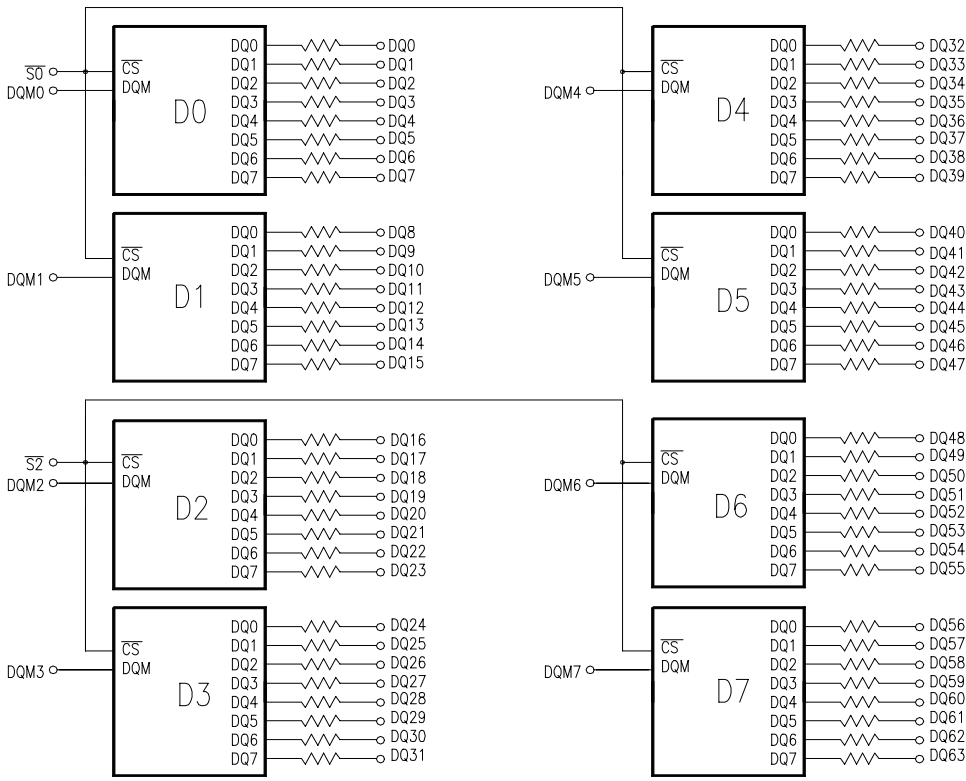 DQ0 DQ0
S0 CS DQ1 DQ1
DQM0 DQM DQ2 DQ2
DQ3 DQ3
D0 DQ4 DQ4
DQ5 DQ5
DQ6 DQ6
DQ7 DQ7
DQ0 DQ32
CS DQ1 DQ33
DQM4 DQM DQ2 DQ34
DQ3 DQ35
D4 DQ4 DQ36
DQ5 DQ37
DQ6 DQ38
DQ7 DQ39
DQ0 DQ8
CS DQ1 DQ9
DQM1 DQM DQ2 DQ10
DQ3 DQ11
D1 DQ4 DQ12
DQ5 DQ13
DQ6 DQ14
DQ7 DQ15
DQ0 DQ40
CS DQ1 DQ41
DQM5 DQM DQ2 DQ42
DQ3 DQ43
D5 DQ4 DQ44
DQ5 DQ45
DQ6 DQ46
DQ7 DQ47
DQ0 DQ16
S2 CS DQ1 DQ17
DQM2 DQM DQ2 DQ18
DQ3 DQ19
D2 DQ4 DQ20
DQ5 DQ21
DQ6 DQ22
DQ7 DQ23
DQ0 DQ48
CS DQ1 DQ49
DQM6 DQM DQ2 DQ50
DQ3 DQ51
D6 DQ4 DQ52
DQ5 DQ53
DQ6 DQ54
DQ7 DQ55
DQ0 DQ24
CS DQ1 DQ25
DQM3 DQM DQ2 DQ26
DQ3 DQ27
D3 DQ4 DQ28
DQ5 DQ29
DQ6 DQ30
DQ7 DQ31
DQ0 DQ56
CS DQ1 DQ57
DQM7 DQM DQ2 DQ58
DQ3 DQ59
D7 DQ4 DQ60
DQ5 DQ61
DQ6 DQ62
DQ7 DQ63